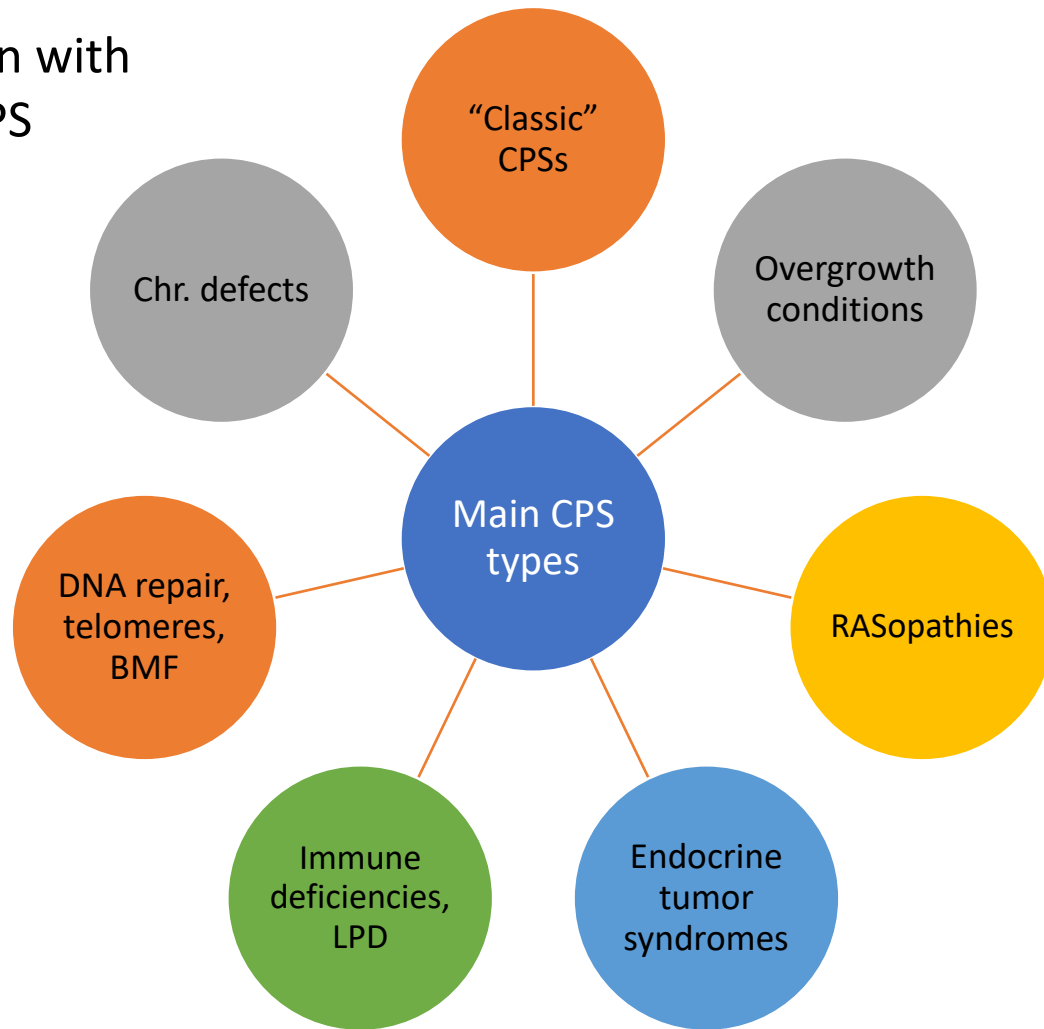 with
“Classic”
CPSs
Overgrowth
conditions
RASopathies
Endocrine
tumor
syndromes
Immune
deficiencies,
LPD
DNA repair,
telomeres,
BMF
Chr. defects
Main CPS
types